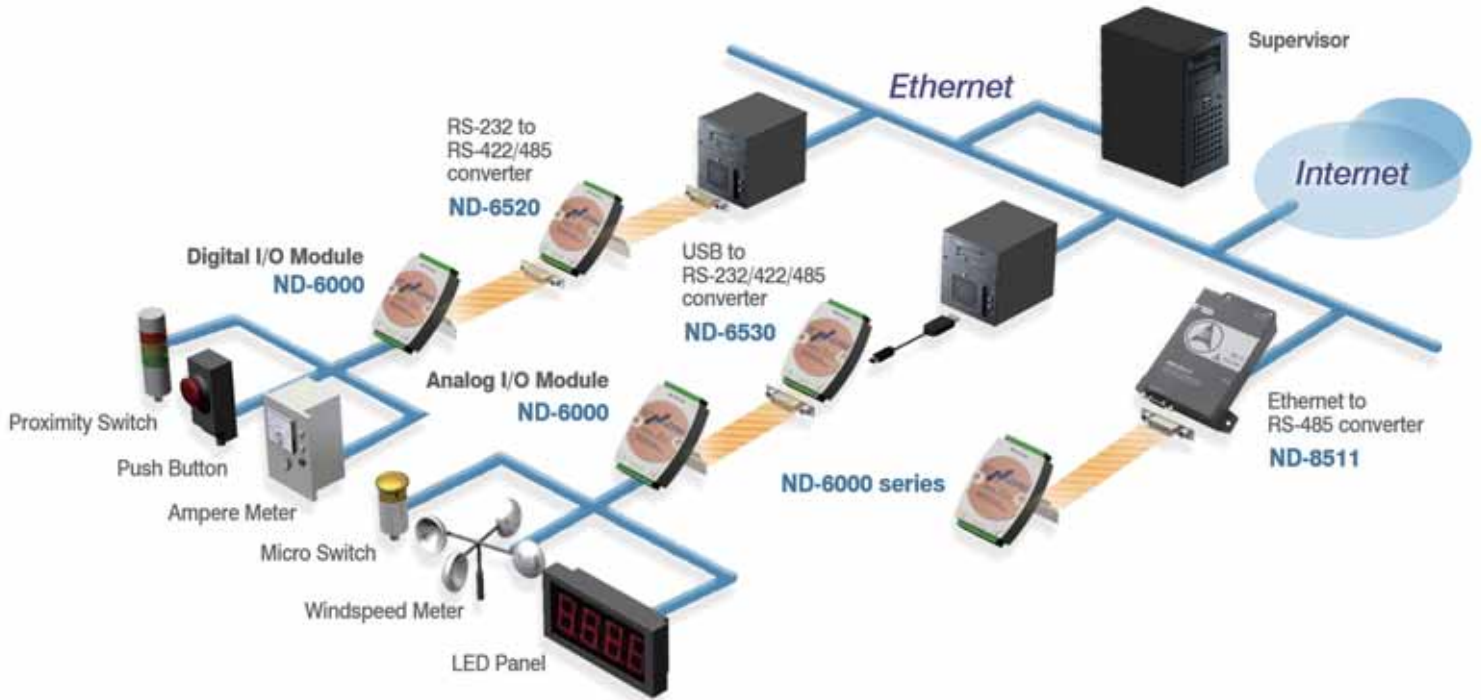 Supervisor
Ethernet
Internet
RS-232 to
RS-422/485
converter
ND-6520
Digital I/O Module
ND-6000
USB to
RS-232/422/485
converter
ND-6530
Analog I/O Module
ND-6000
Proximity Switch
Push Button
Ampere Meter
Micro Switch
Windspeed Meter
LED Panel
ND-6000 series
Ethernet to
RS-485 converter
ND-8511